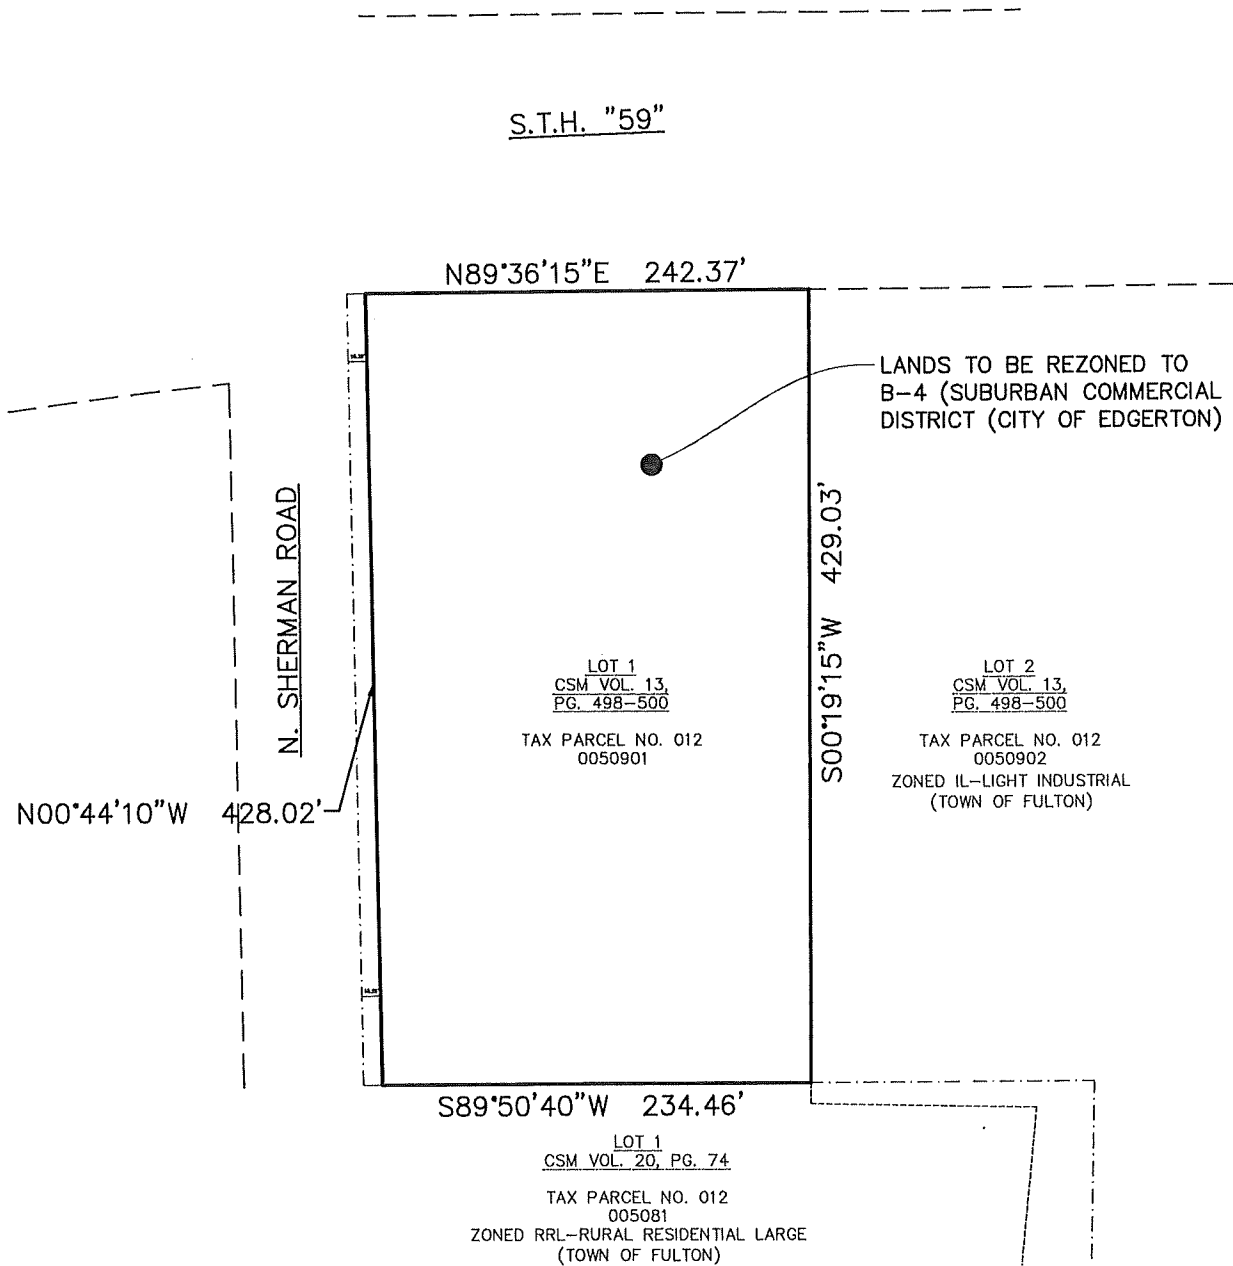 S.T.H. "59"
N89°36'15"E 242.37'
LANDS TO BE REZONED TO
B-4 (SUBURBAN COMMERCIAL
DISTRICT (CITY OF EDGERTON)
N. SHERMAN ROAD
S00°19'15"W 429.03'
LOT 1
CSM VOL. 13,
PG. 498-500
TAX PARCEL NO. 012
0050901
LOT 2
CSM VOL. 13,
PG. 498-500
TAX PARCEL NO. 012
0050902
ZONED IL-LIGHT INDUSTRIAL
(TOWN OF FULTON)
N00°44'10"W 428.02'
S89°50'40"W 234.46'
LOT 1
CSM VOL. 20, PG. 74
TAX PARCEL NO. 012
005081
ZONED RRL-RURAL RESIDENTIAL LARGE
(TOWN OF FULTON)